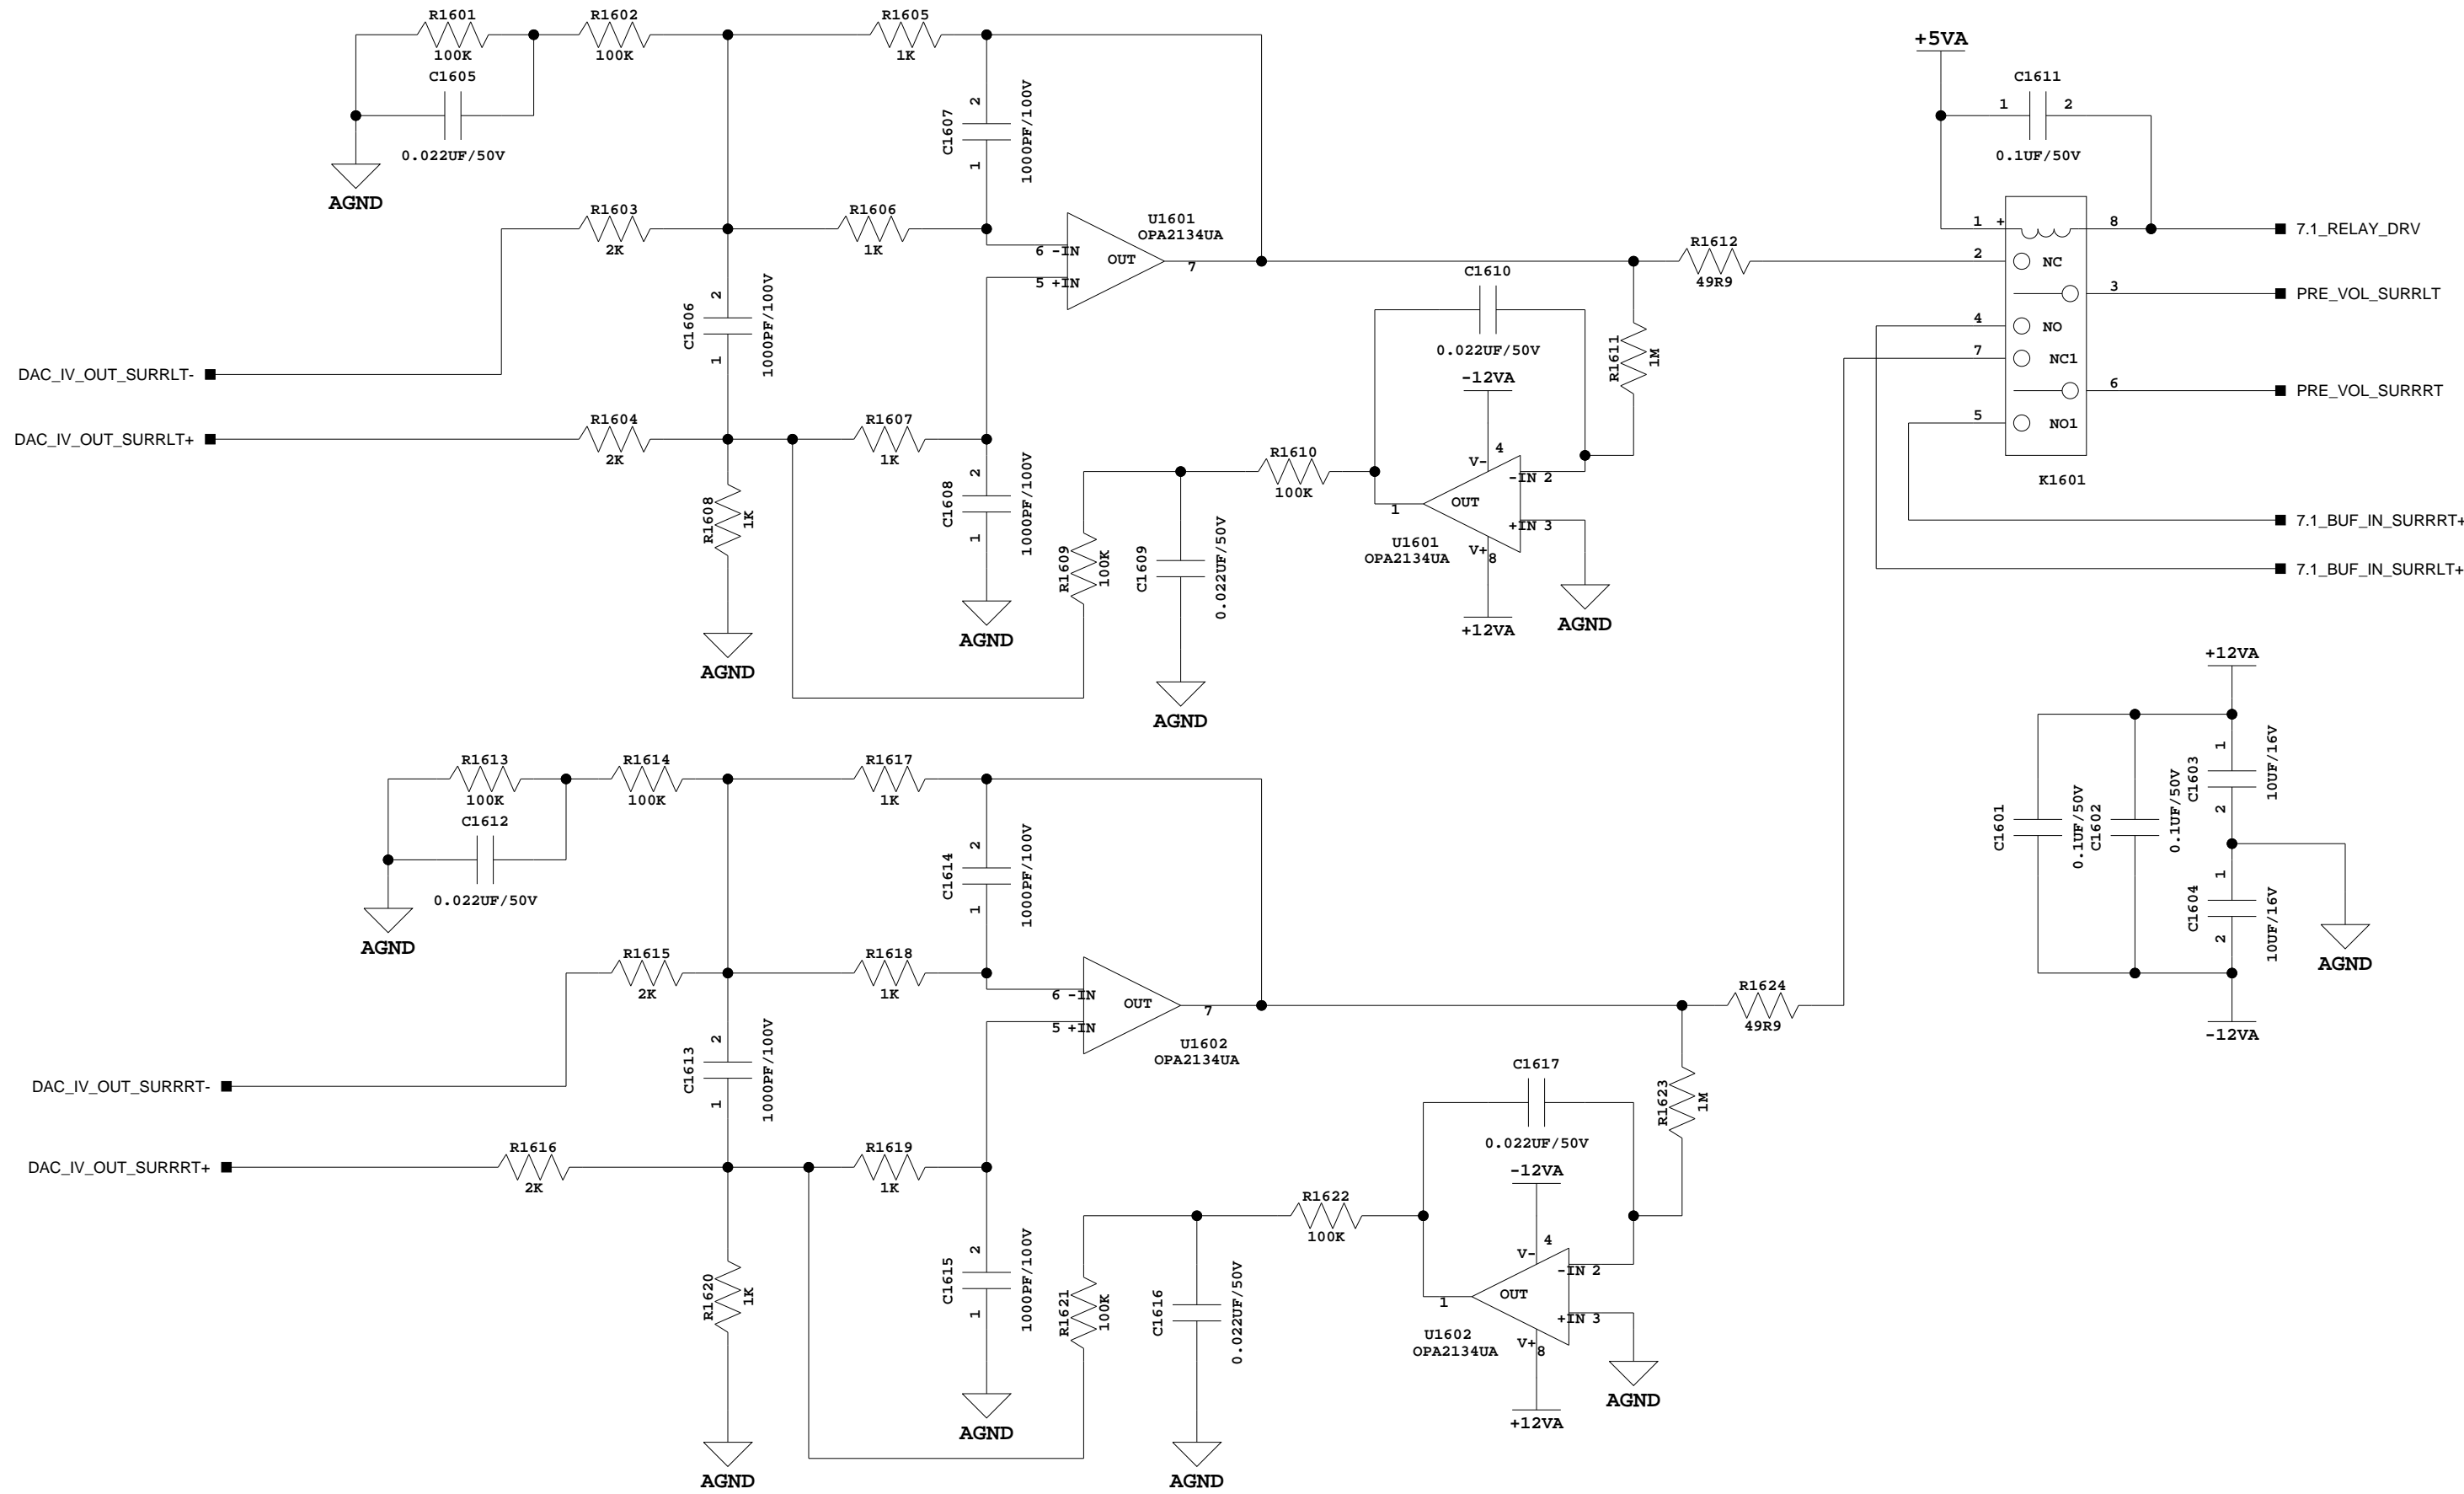 R1601
100K
C1605
0.022UF/50V
AGND
R1602
100K
R1605
1K
C1607
2
1
1000PF/100V
R1603
2K
R1606
1K
U1601
OPA2134UA
6 -IN
5 +IN
OUT
7
C1606
2
1
1000PF/100V
DAC_IV_OUT_SURRLT-
DAC_IV_OUT_SURRLT+
R1604
2K
R1607
1K
R1608
1K
AGND
C1608
2
1
1000PF/100V
AGND
R1609
100K
C1609
0.022UF/50V
AGND
R1610
100K
C1610
0.022UF/50V
-12VA
4
V-
-IN 2
OUT
1
+IN 3
V+
8
U1601
OPA2134UA
+12VA
AGND
R1611
1M
R1612
49R9
+5VA
C1611
1
2
0.1UF/50V
1
+
8
7.1_RELAY_DRV
2
NC
3
PRE_VOL_SURRLT
4
NO
7
NC1
6
PRE_VOL_SURRRT
5
NO1
K1601
7.1_BUF_IN_SURRRT+
7.1_BUF_IN_SURRLT+
R1613
100K
C1612
0.022UF/50V
AGND
R1614
100K
R1617
1K
C1614
2
1
1000PF/100V
R1615
2K
R1618
1K
6 -IN
5 +IN
OUT
7
U1602
OPA2134UA
C1613
2
1
1000PF/100V
DAC_IV_OUT_SURRRT-
DAC_IV_OUT_SURRRT+
R1616
2K
R1619
1K
R1620
1K
AGND
C1615
2
1
1000PF/100V
AGND
R1621
100K
C1616
0.022UF/50V
AGND
R1622
100K
C1617
0.022UF/50V
-12VA
4
V-
-IN 2
OUT
1
+IN 3
V+
8
U1602
OPA2134UA
+12VA
AGND
R1623
1M
R1624
49R9
+12VA
C1601
0.1UF/50V
C1602
0.1UF/50V
C1603
1
2
10UF/16V
C1604
1
2
10UF/16V
AGND
-12VA